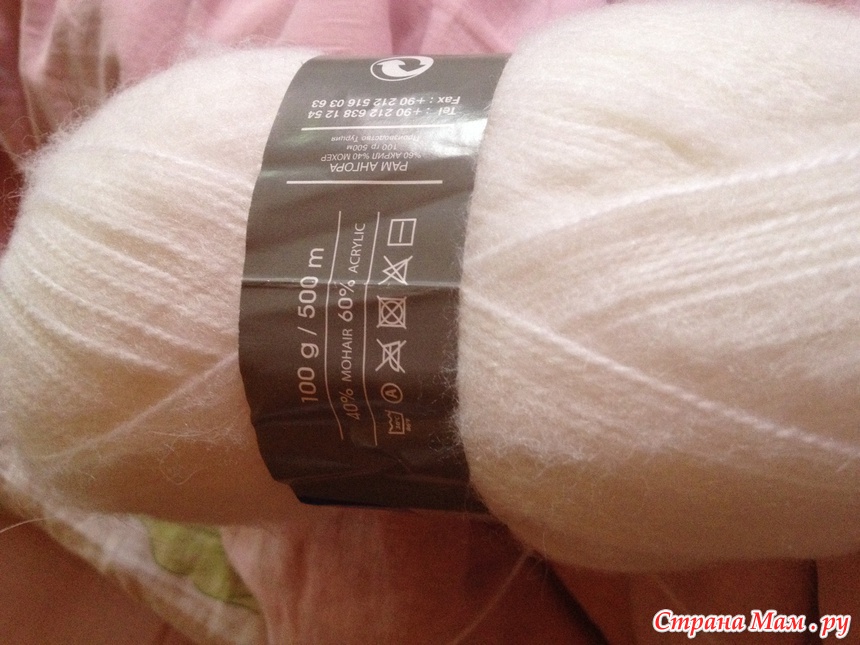 Tel : +90 212 638 12 54
Fax : +90 212 516 03 63
РАМ АНГОРА
%60 АКРИЛ %40 МОХЕР
100 гр 500м
Производство Турция
100 g / 500 m
40% MOHAIR 60% ACRYLIC
A
Страна Мам.ру